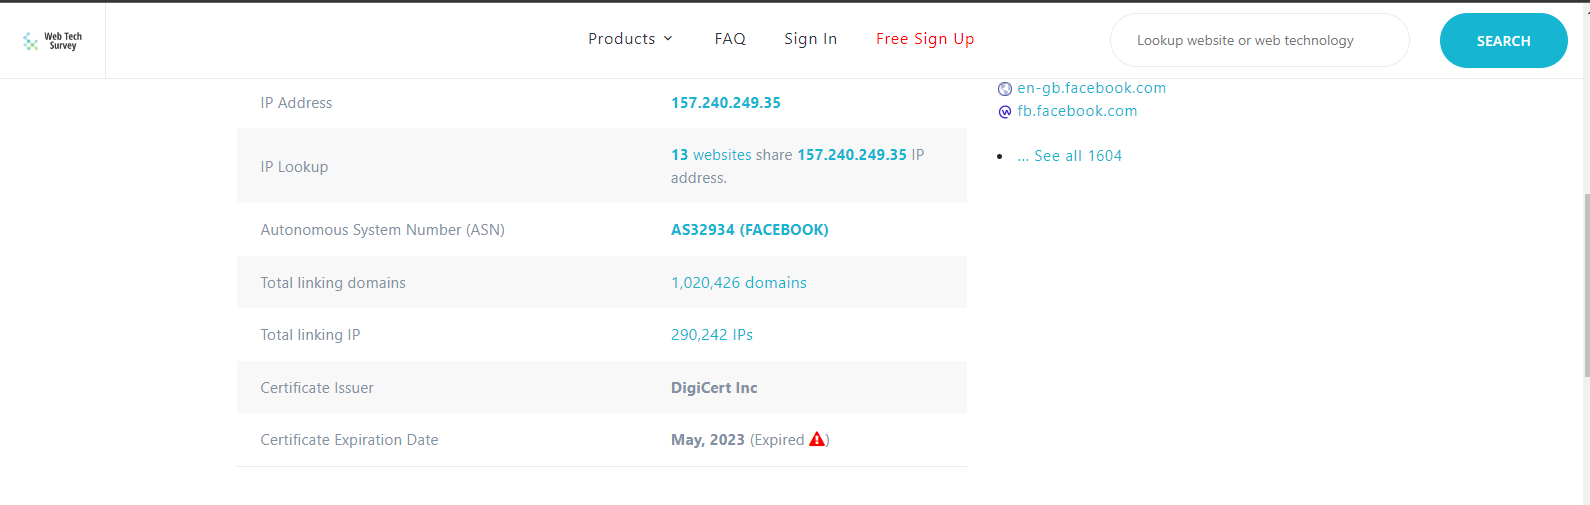 Web Tech
Survey
Products
FAQ
Sign In
Free Sign Up
Lookup website or web technology
SEARCH
IP Address
157.240.249.35
IP Lookup
13 websites share 157.240.249.35 IP
address.
Autonomous System Number (ASN)
AS32934 (FACEBOOK)
Total linking domains
1,020,426 domains
Total linking IP
290,242 IPs
Certificate Issuer
DigiCert Inc
Certificate Expiration Date
May, 2023 (Expired )
en-gb.facebook.com
fb.facebook.com
... See all 1604